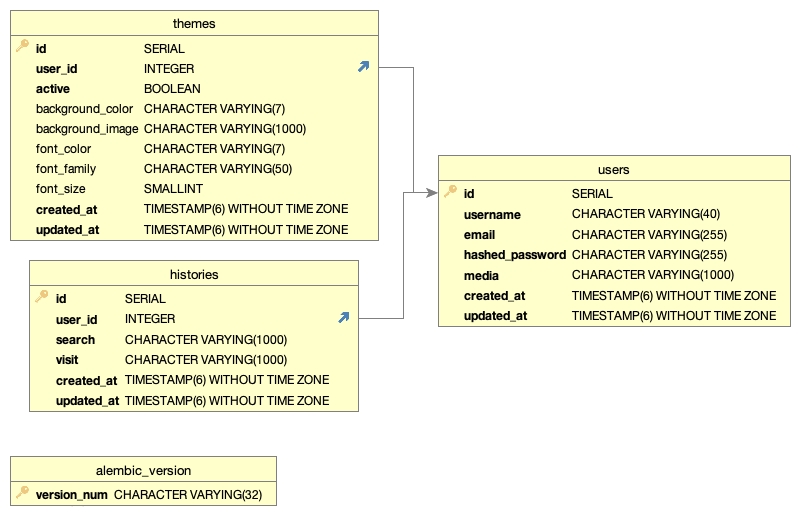 themes
id SERIAL
user_id INTEGER
active BOOLEAN
background_color CHARACTER VARYING(7)
background_image CHARACTER VARYING(1000)
font_color CHARACTER VARYING(7)
font_family CHARACTER VARYING(50)
font_size SMALLINT
created_at TIMESTAMP(6) WITHOUT TIME ZONE
updated_at TIMESTAMP(6) WITHOUT TIME ZONE
users
id SERIAL
username CHARACTER VARYING(40)
email CHARACTER VARYING(255)
hashed_password CHARACTER VARYING(255)
media CHARACTER VARYING(1000)
created_at TIMESTAMP(6) WITHOUT TIME ZONE
updated_at TIMESTAMP(6) WITHOUT TIME ZONE
histories
id SERIAL
user_id INTEGER
search CHARACTER VARYING(1000)
visit CHARACTER VARYING(1000)
created_at TIMESTAMP(6) WITHOUT TIME ZONE
updated_at TIMESTAMP(6) WITHOUT TIME ZONE
alembic_version
version_num CHARACTER VARYING(32)